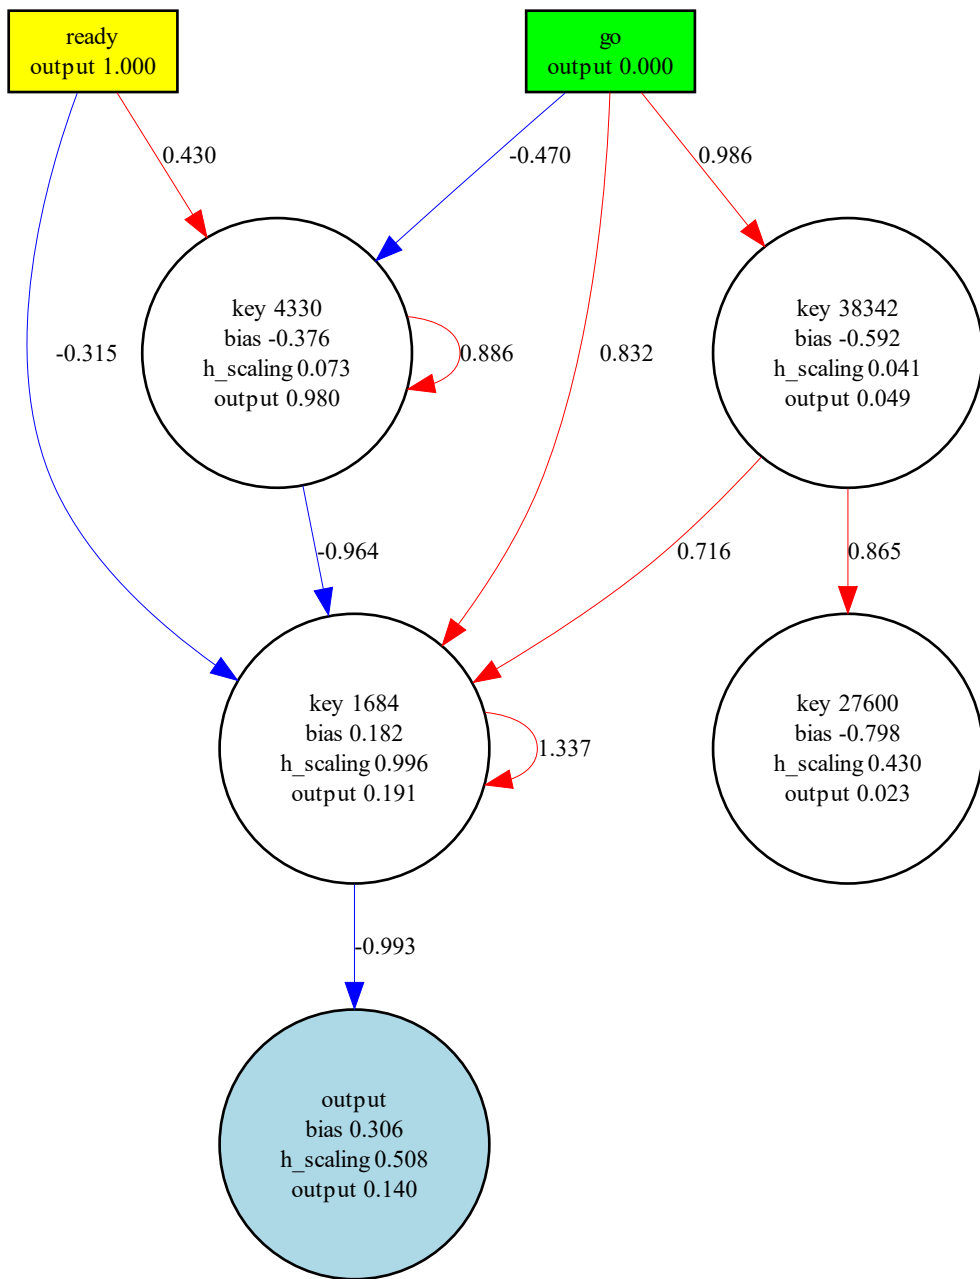 ready
output 1.000
go
output 0.000
0.430
-0.470
0.986
key 4330
bias -0.376
h_scaling 0.073
output 0.980
key 38342
bias -0.592
h_scaling 0.041
output 0.049
-0.315
0.886
0.832
-0.964
0.716
0.865
key 1684
bias 0.182
h_scaling 0.996
output 0.191
1.337
key 27600
bias -0.798
h_scaling 0.430
output 0.023
-0.993
output
bias 0.306
h_scaling 0.508
output 0.140